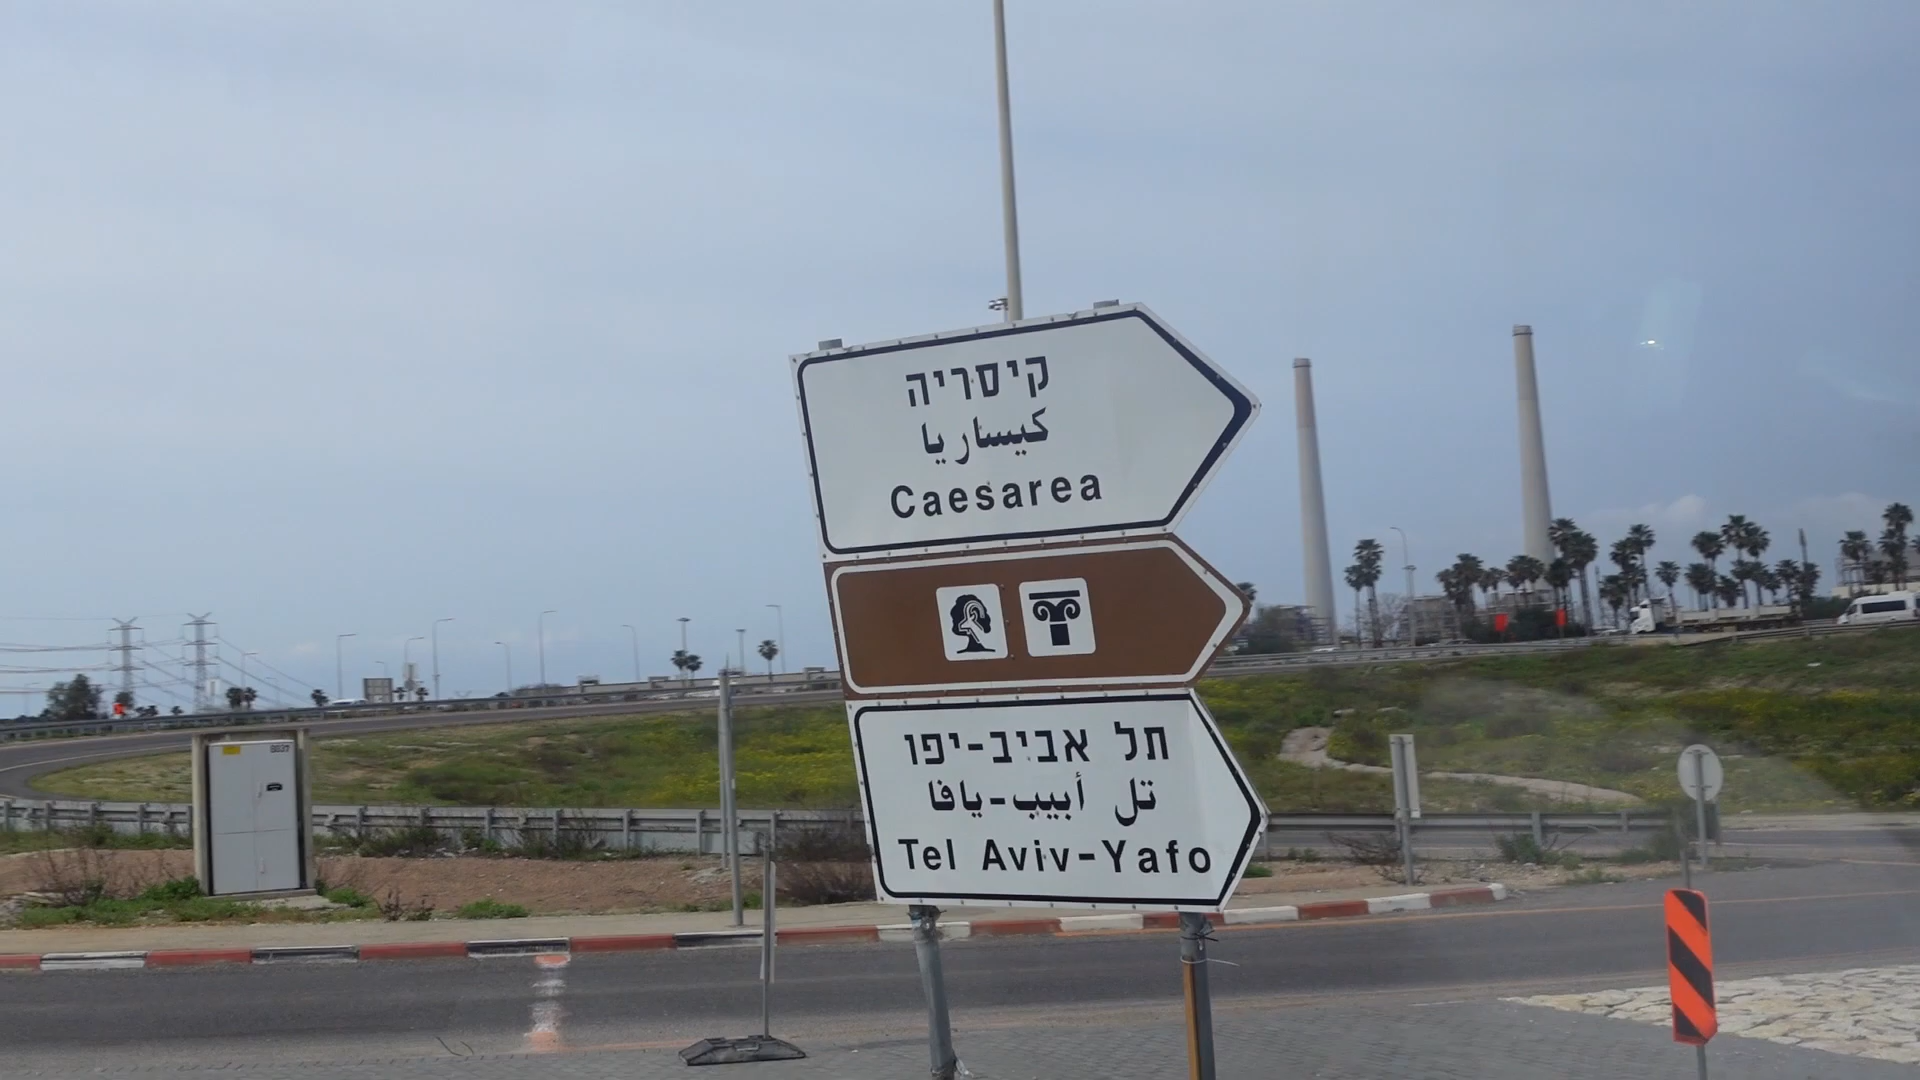 קיסריה
كيساريا
Caesarea
תל אביב-יפו
تل أبيب-يافا
Tel Aviv-Yafo